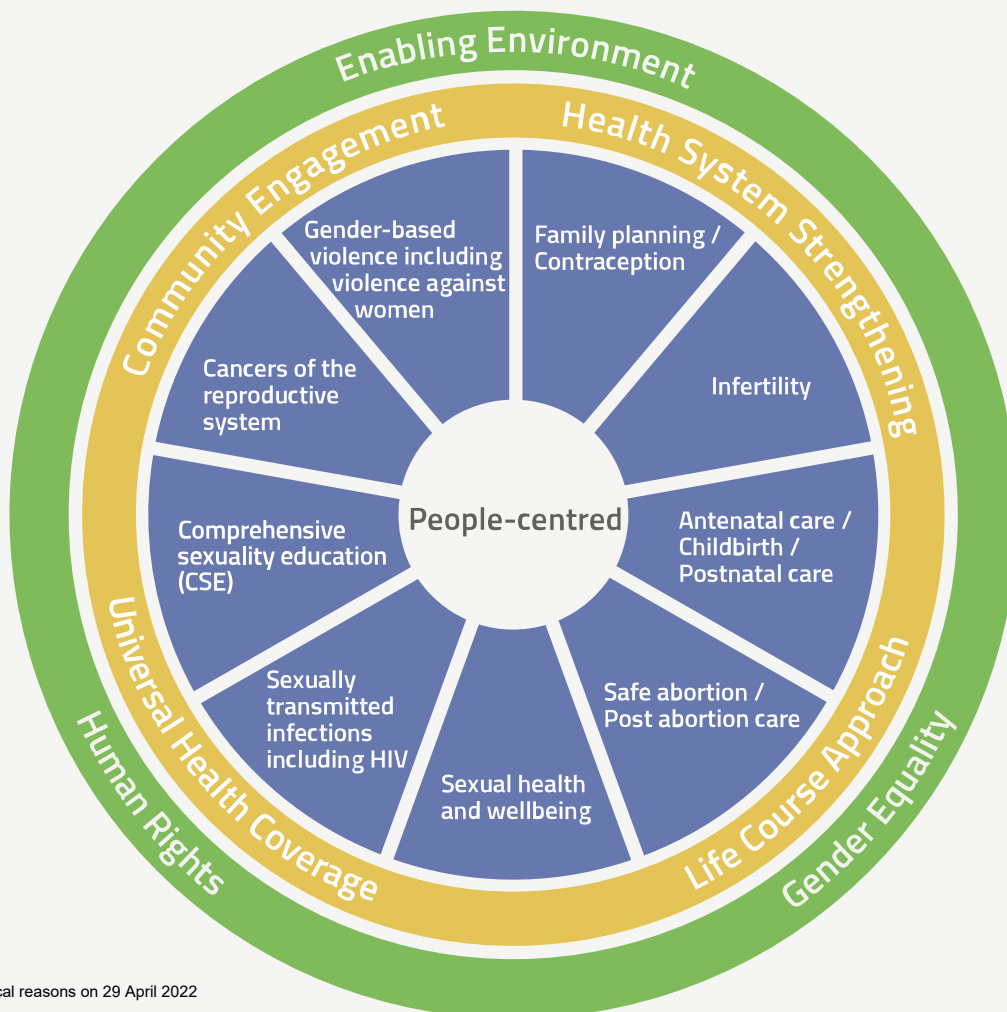 Enabling Environment
Community Engagement
Health System Strengthening
Gender-based
violence including
violence against
women
Family planning /
Contraception
Cancers of the
reproductive
system
Infertility
People-centred
Comprehensive
sexuality education
(CSE)
Antenatal care /
Childbirth /
Postnatal care
Sexually
transmitted
infections
including HIV
Safe abortion /
Post abortion care
Sexual health
and wellbeing
Universal Health Coverage
Life Course Approach
Human Rights
Gender Equality
cal reasons on 29 April 2022